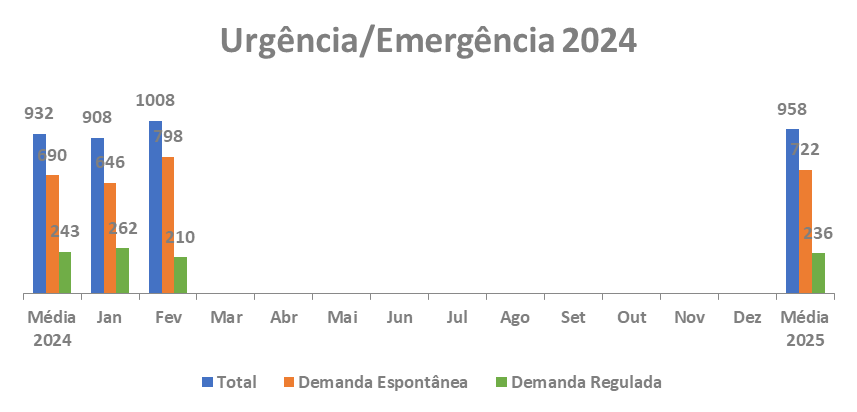 Urgência/Emergência 2024
932 908 1008 958
690 646 798 722
243 262 210 236
Média 2024 Jan Fev Mar Abr Mai Jun Jul Ago Set Out Nov Dez Média 2025
Total Demanda Espontânea Demanda Regulada